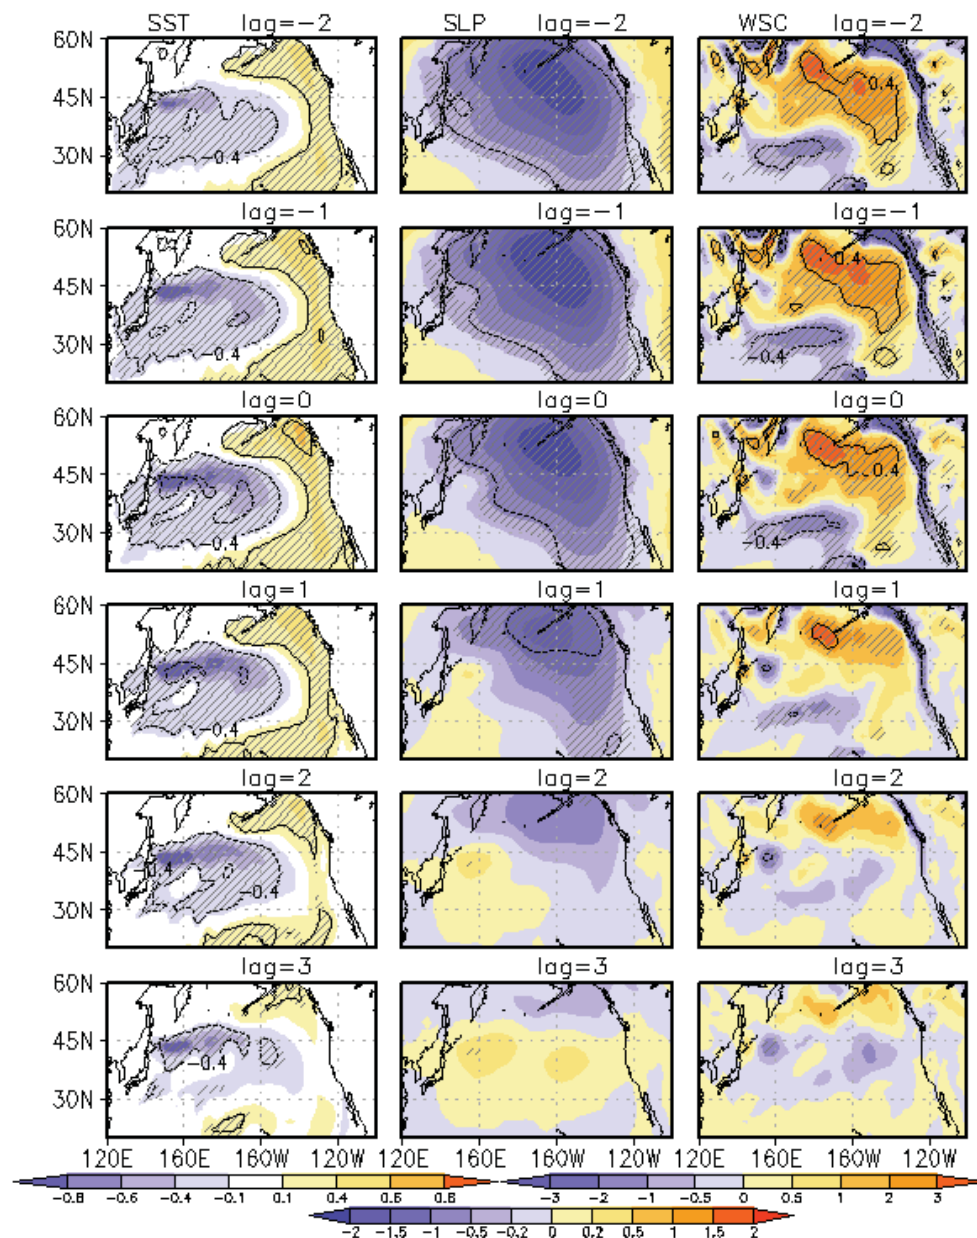 SST lag=-2 SLP lag=-2 WSC lag=-2
60N
45N
30N
-0.4
0.4
lag=-1 lag=-1 lag=-1
60N
45N
30N
-0.4
0.4
-0.4
lag=0 lag=0 lag=0
60N
45N
30N
-0.4
0.4
-0.4
lag=1 lag=1 lag=1
60N
45N
30N
-0.4
lag=2 lag=2 lag=2
60N
45N
30N
-0.4
-0.4
lag=3 lag=3 lag=3
60N
45N
30N
-0.4
120E 160E 160W 120W 120E 160E 160W 120W 120E 160E 160W 120W
-0.8 -0.6 -0.4 -0.1 0.1 0.4 0.6 0.8 -3 -2 -1 -0.5 0 0.5 1 2 3
-2 -1.5 -1 -0.5 -0.2 0 0.2 0.5 1 1.5 2